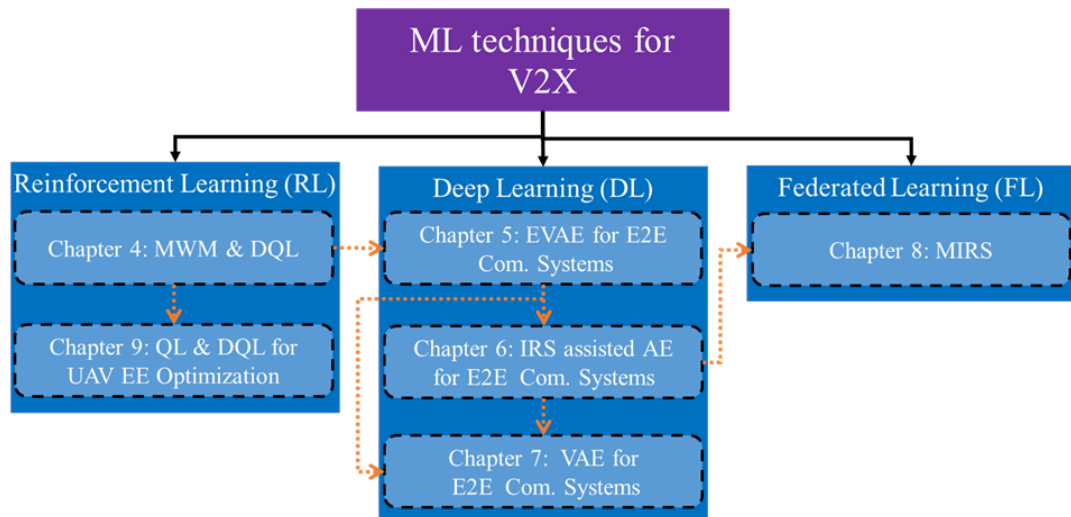 ML techniques for
V2X
Reinforcement Learning (RL)
Chapter 4: MWM & DQL
Chapter 9: QL & DQL for
UAV EE Optimization
Deep Learning (DL)
Chapter 5: EVAE for E2E
Com. Systems
Chapter 6: IRS assisted AE
for E2E Com. Systems
Chapter 7: VAE for
E2E Com. Systems
Federated Learning (FL)
Chapter 8: MIRS